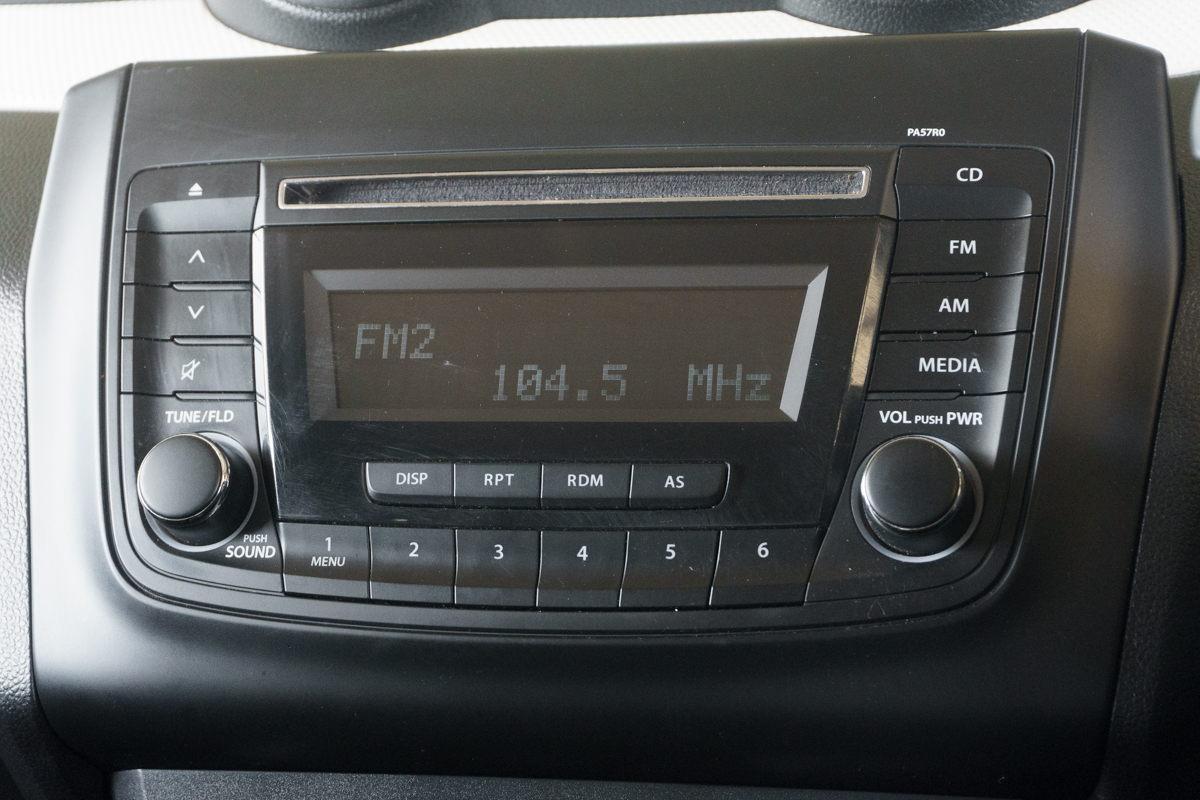 PA57R0
CD
FM
AM
MEDIA
FM2
104.5 MHz
TUNE/FLD
VOL PUSH PWR
DISP RPT RDM AS
PUSH
SOUND
1 2 3 4 5 6
MENU